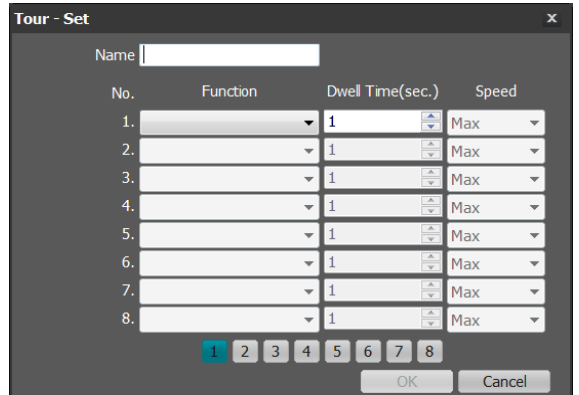 Tour - Set x
Name
No. Function Dwell Time(sec.) Speed
1. 1 Max
2. 1 Max
3. 1 Max
4. 1 Max
5. 1 Max
6. 1 Max
7. 1 Max
8. 1 Max
1 2 3 4 5 6 7 8
OK Cancel